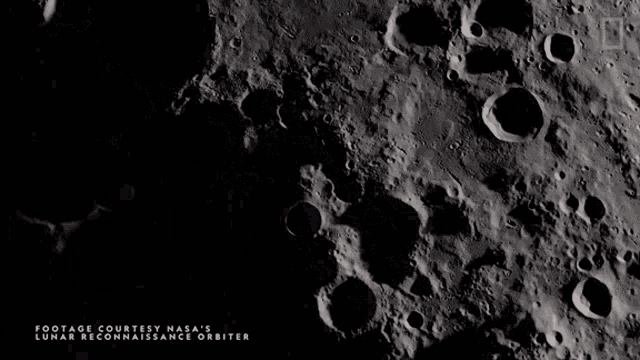 FOOTAGE COURTESY NASA'S
LUNAR RECONNAISSANCE ORBITER